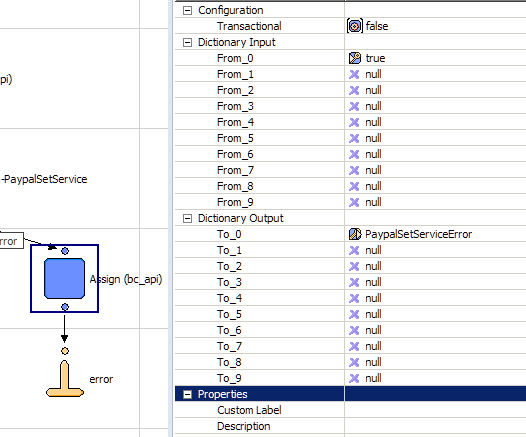 pi)
-PaypalSetService
rror
Assign (bc_api)
error
Configuration
Transactional false
Dictionary Input
From_0 true
From_1 null
From_2 null
From_3 null
From_4 null
From_5 null
From_6 null
From_7 null
From_8 null
From_9 null
Dictionary Output
To_0 PaypalSetServiceError
To_1 null
To_2 null
To_3 null
To_4 null
To_5 null
To_6 null
To_7 null
To_8 null
To_9 null
Properties
Custom Label
Description